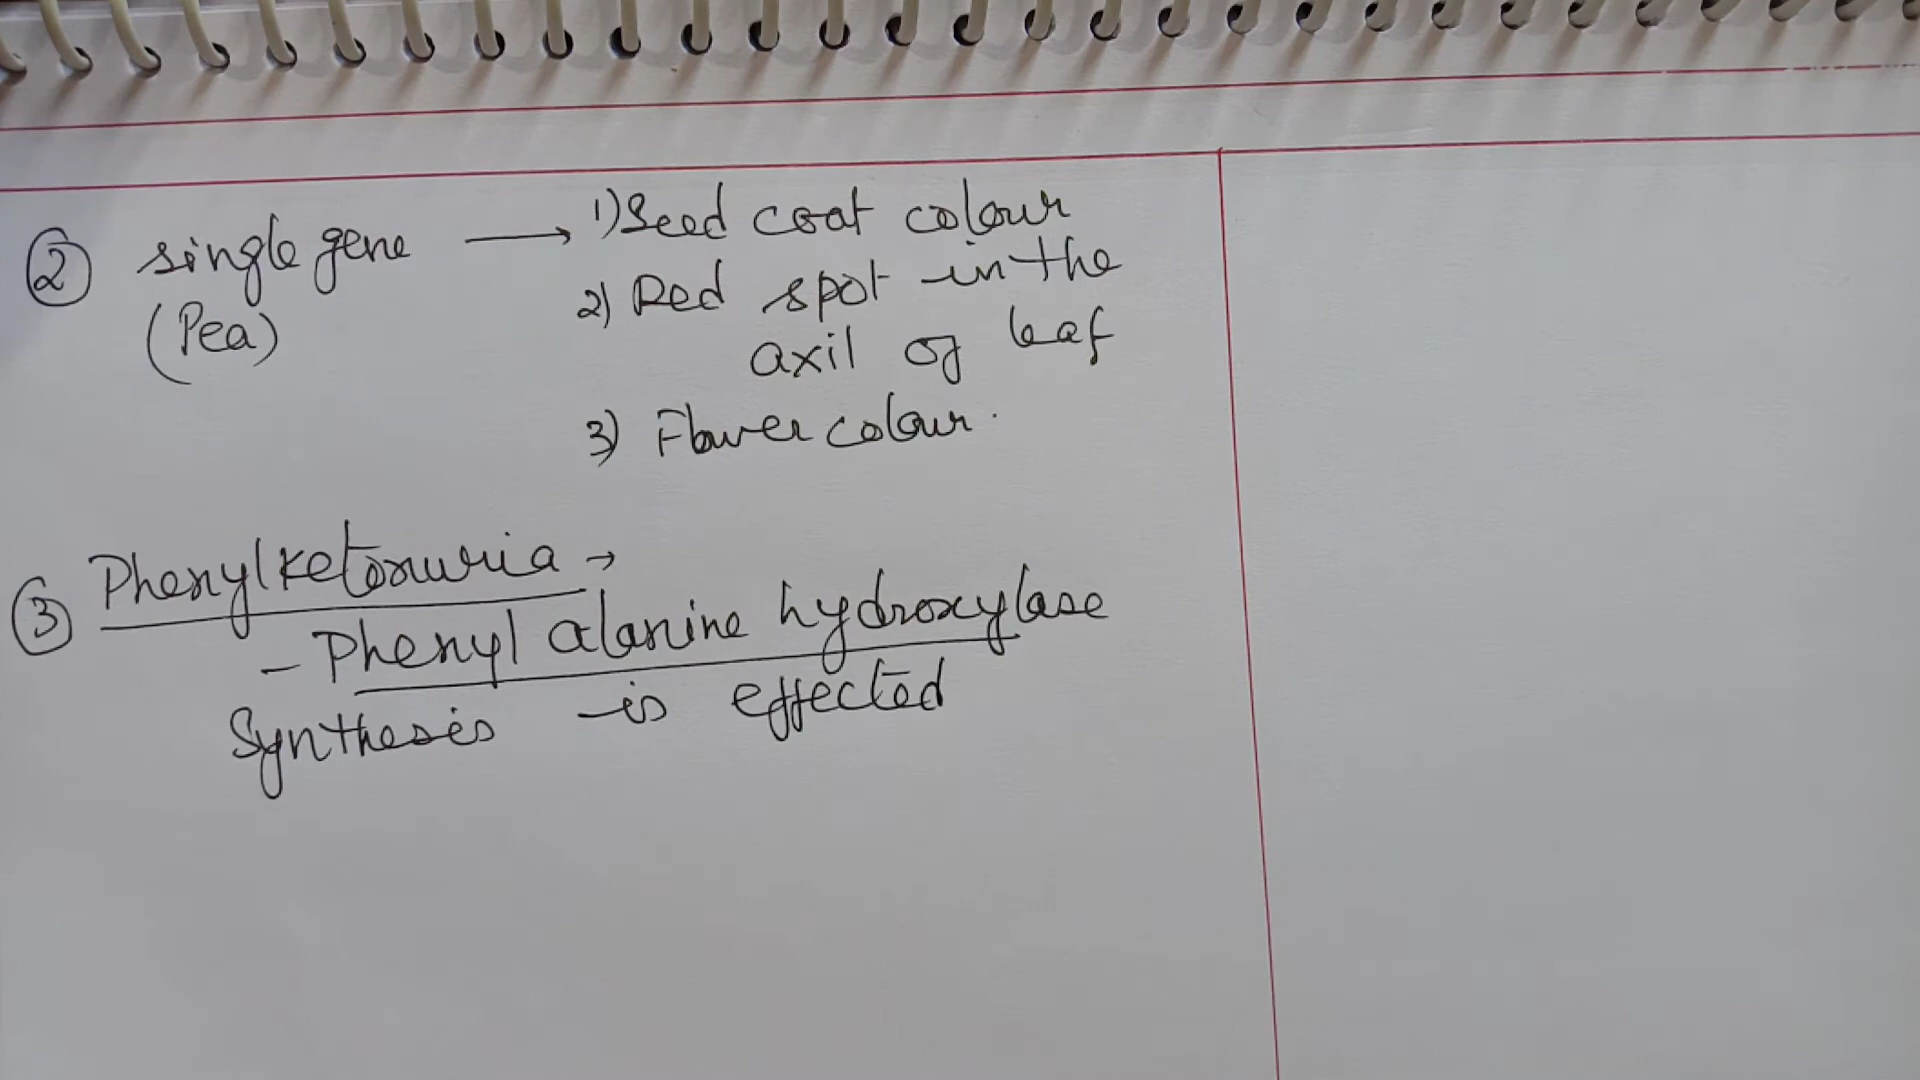 ② single gene → 1) Seed coat colour
(Pea) 2) Red spot in the
axil of leaf
3) Flower colour.
③ Phenylketonuria →
- Phenyl alanine hydroxylase
Synthesis is effected